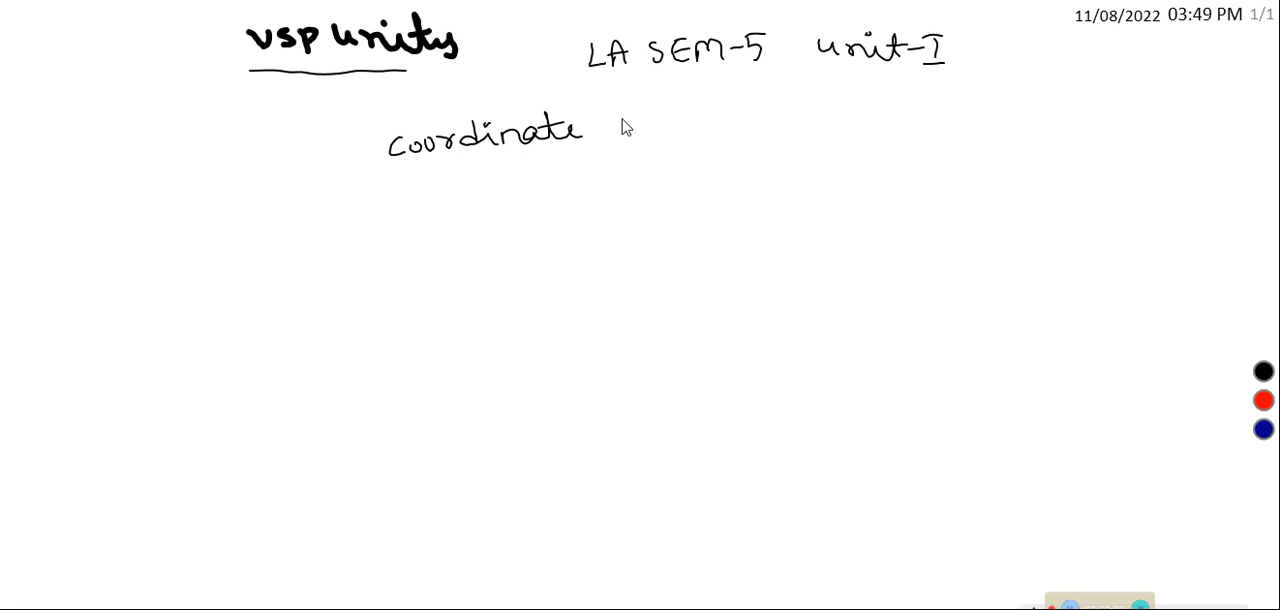 11/08/2022 03:49 PM 1/1
vsp unity LA SEM-5 unit-I
coordinate